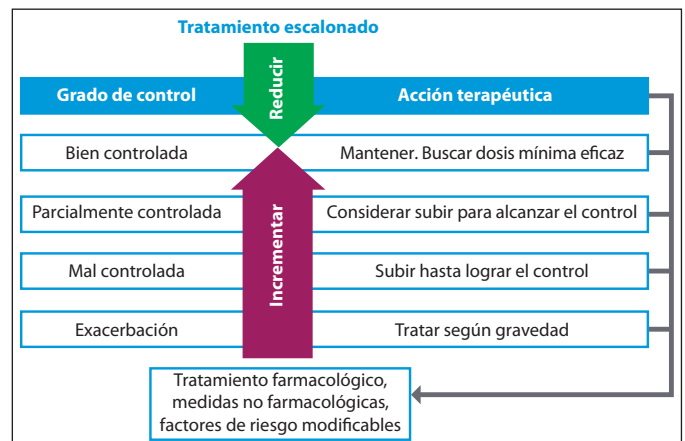 Tratamiento escalonado
Reducir
Grado de control
Acción terapéutica
Bien controlada
Mantener. Buscar dosis mínima eficaz
Parcialmente controlada
Considerar subir para alcanzar el control
Incrementar
Mal controlada
Subir hasta lograr el control
Exacerbación
Tratar según gravedad
Tratamiento farmacológico,
medidas no farmacológicas,
factores de riesgo modificables